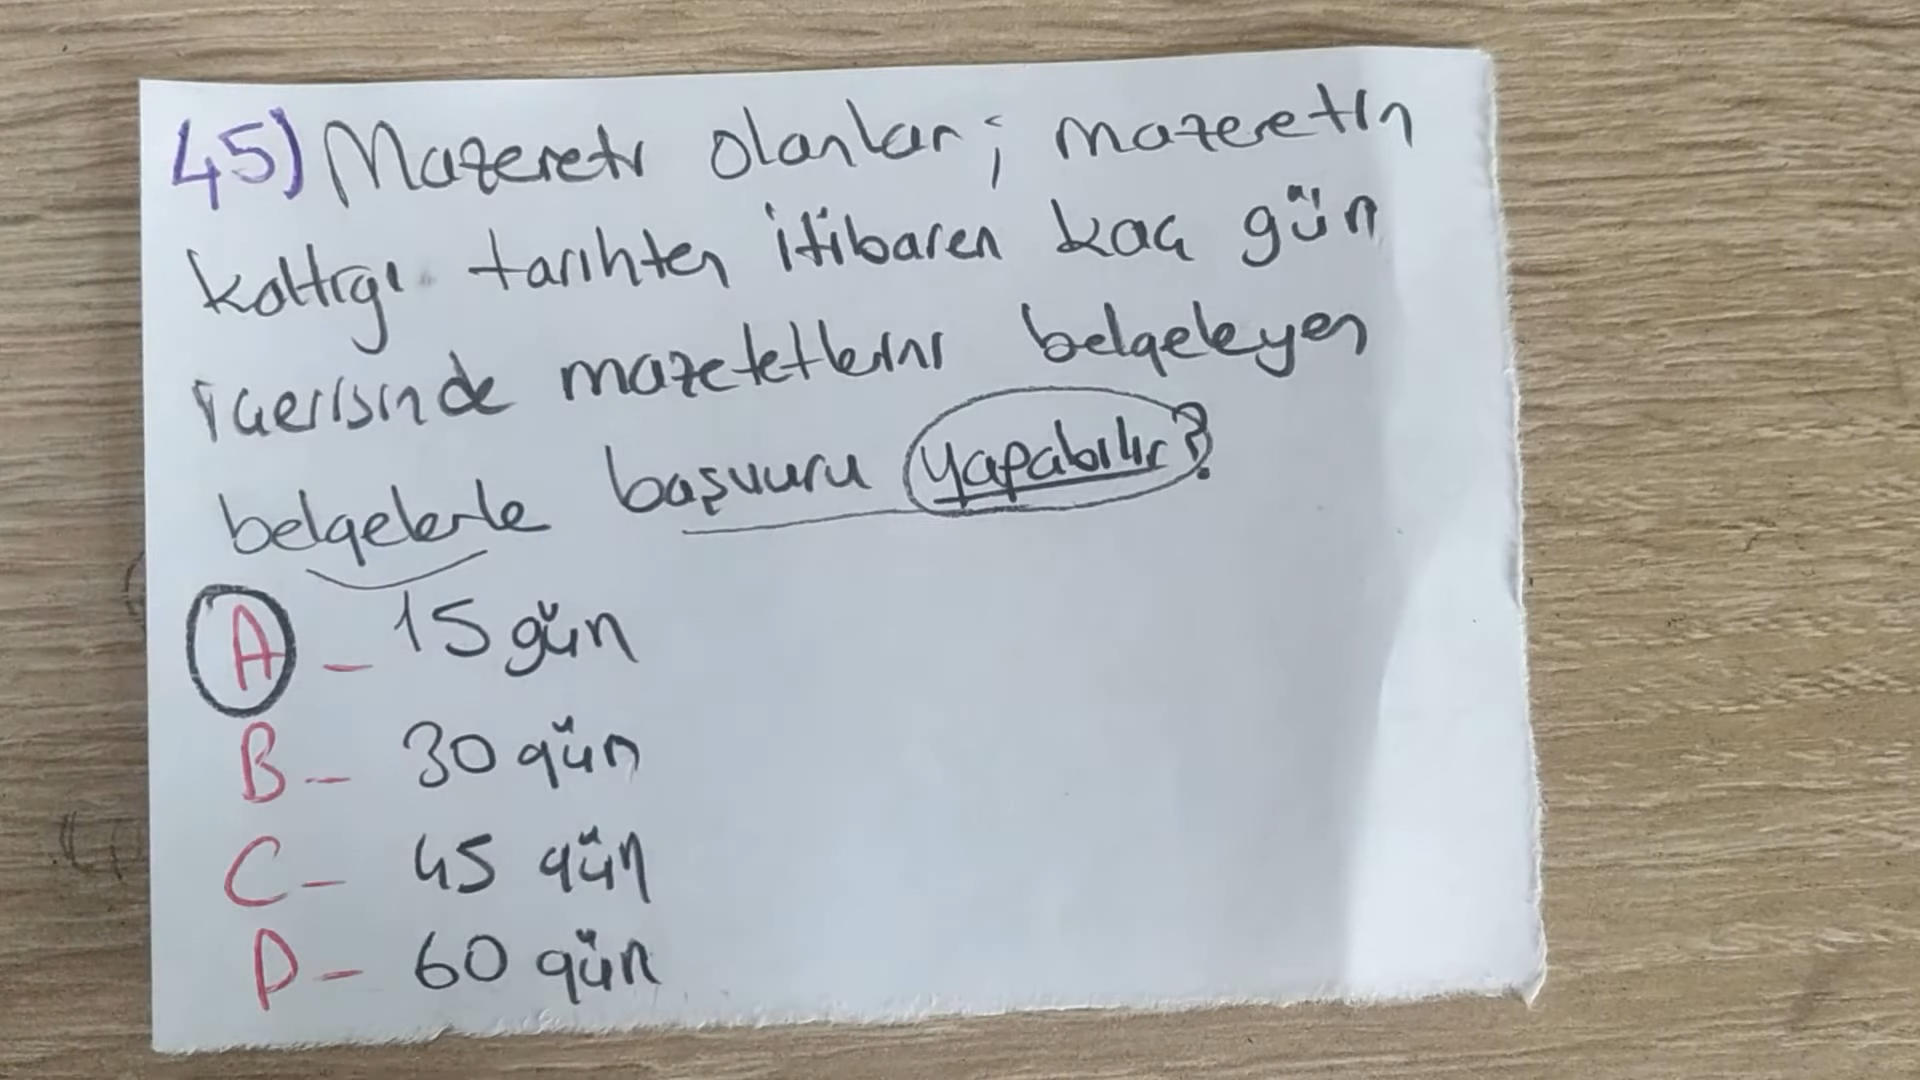 45) Mazereti olanlar; mazeretin
kalktığı tarihten itibaren kaç gün
içerisinde mazetetlerini belgeleyen
belgelerle başvuru yapabilir?
A - 15 gün
B - 30 gün
C - 45 gün
D - 60 gün